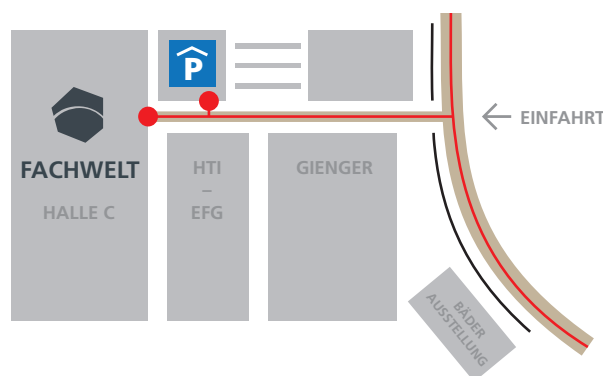 P
EINFAHRT
FACHWELT
HALLE C
HTI
–
EFG
GIENGER
BÄDER
AUSSTELLUNG